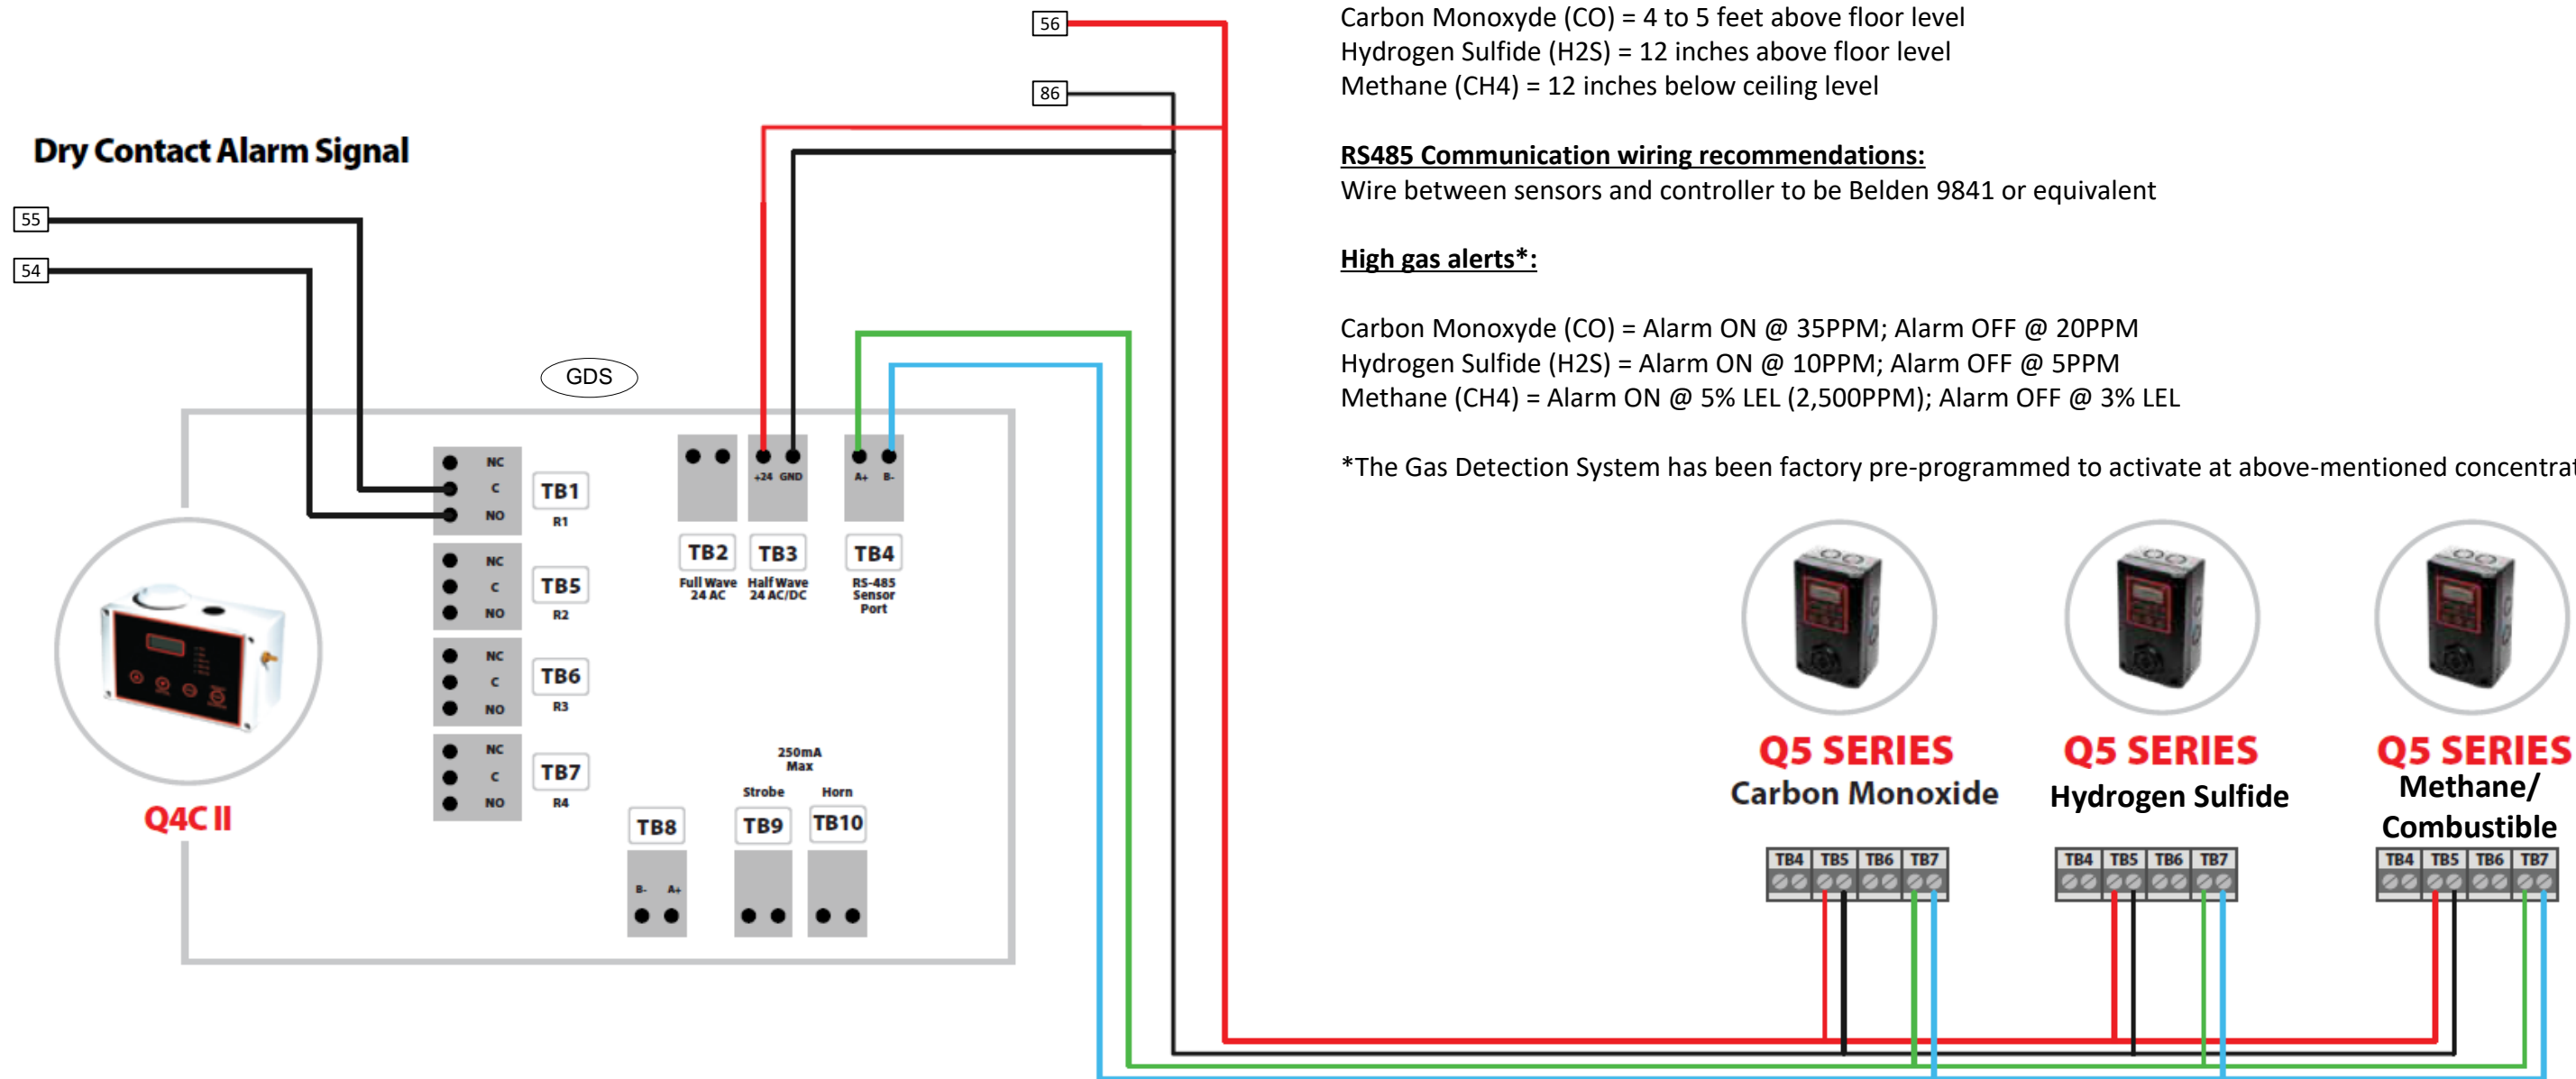 56
Carbon Monoxyde (CO) = 4 to 5 feet above floor level
Hydrogen Sulfide (H2S) = 12 inches above floor level
86
Methane (CH4) = 12 inches below ceiling level
Dry Contact Alarm Signal
RS485 Communication wiring recommendations:
Wire between sensors and controller to be Belden 9841 or equivalent
55
54
High gas alerts*:
Carbon Monoxyde (CO) = Alarm ON @ 35PPM; Alarm OFF @ 20PPM
Hydrogen Sulfide (H2S) = Alarm ON @ 10PPM; Alarm OFF @ 5PPM
Methane (CH4) = Alarm ON @ 5% LEL (2,500PPM); Alarm OFF @ 3% LEL
*The Gas Detection System has been factory pre-programmed to activate at above-mentioned concentrat
GDS
NC
C
NO
TB1
R1
NC
C
NO
TB5
R2
NC
C
NO
TB6
R3
NC
C
NO
TB7
R4
+24 GND
A+ B-
TB2
Full Wave
24 AC
TB3
Half Wave
24 AC/DC
TB4
RS-485
Sensor
Port
250mA
Max
Strobe
Horn
TB8
TB9
TB10
B- A+
Q4C II
Q5 SERIES
Carbon Monoxide
TB4 TB5 TB6 TB7
Q5 SERIES
Hydrogen Sulfide
TB4 TB5 TB6 TB7
Q5 SERIES
Methane/
Combustible
TB4 TB5 TB6 TB7